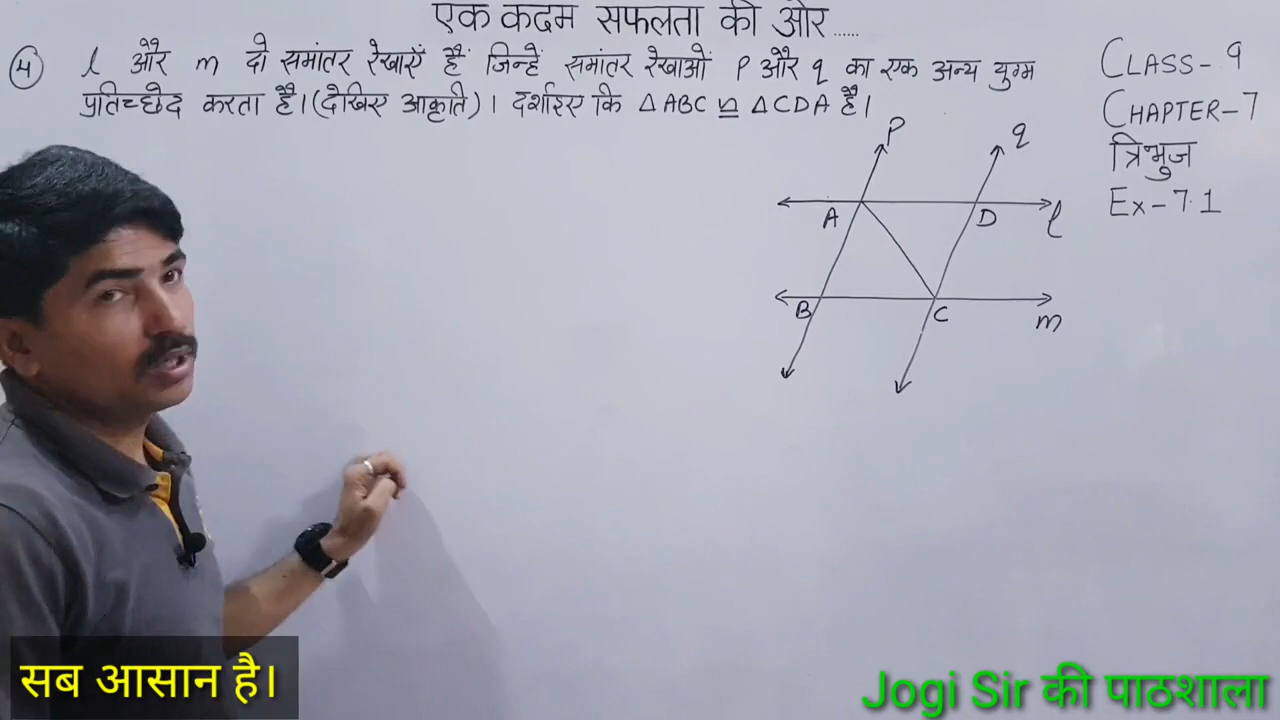 एक कदम सफलता की ओर......
④ l और m दो समांतर रेखाएँ हैं जिन्हें समांतर रेखाओं p और q का एक अन्य युग्म
प्रतिच्छेद करता है। (देखिए आकृति)। दर्शाइए कि △ABC ≌ △CDA है।
CLASS-9
CHAPTER-7
त्रिभुज
Ex-7.1
p
q
A
D
l
B
C
m
सब आसान है।
Jogi Sir की पाठशाला